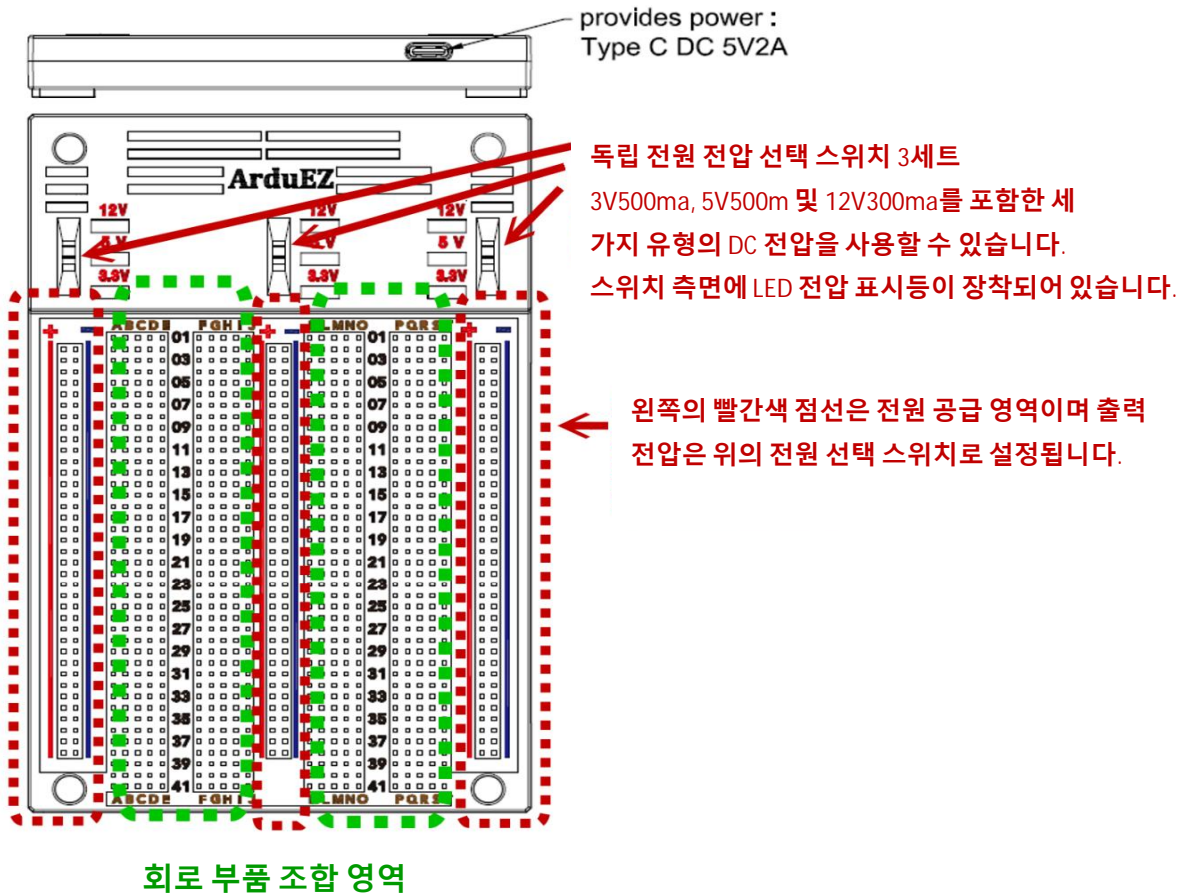 provides power :
Type C DC 5V2A
독립 전원 전압 선택 스위치 3세트
3V500ma, 5V500m 및 12V300ma를 포함한 세
가지 유형의 DC 전압을 사용할 수 있습니다.
스위치 측면에 LED 전압 표시등이 장착되어 있습니다.
ArduEZ
12V 12V 12V
5 V 5 V
3.3V 3.3V 3.3V
+ − ABCDE FGHIJ + − LMNO PQRS + −
01 01
03 03
05 05
07 07
09 09
11 11
13 13
15 15
17 17
19 19
21 21
23 23
25 25
27 27
29 29
31 31
33 33
35 35
37 37
39 39
41 41
ABCDE FGHIJ LMNO PQRS
왼쪽의 빨간색 점선은 전원 공급 영역이며 출력
전압은 위의 전원 선택 스위치로 설정됩니다.
회로 부품 조합 영역